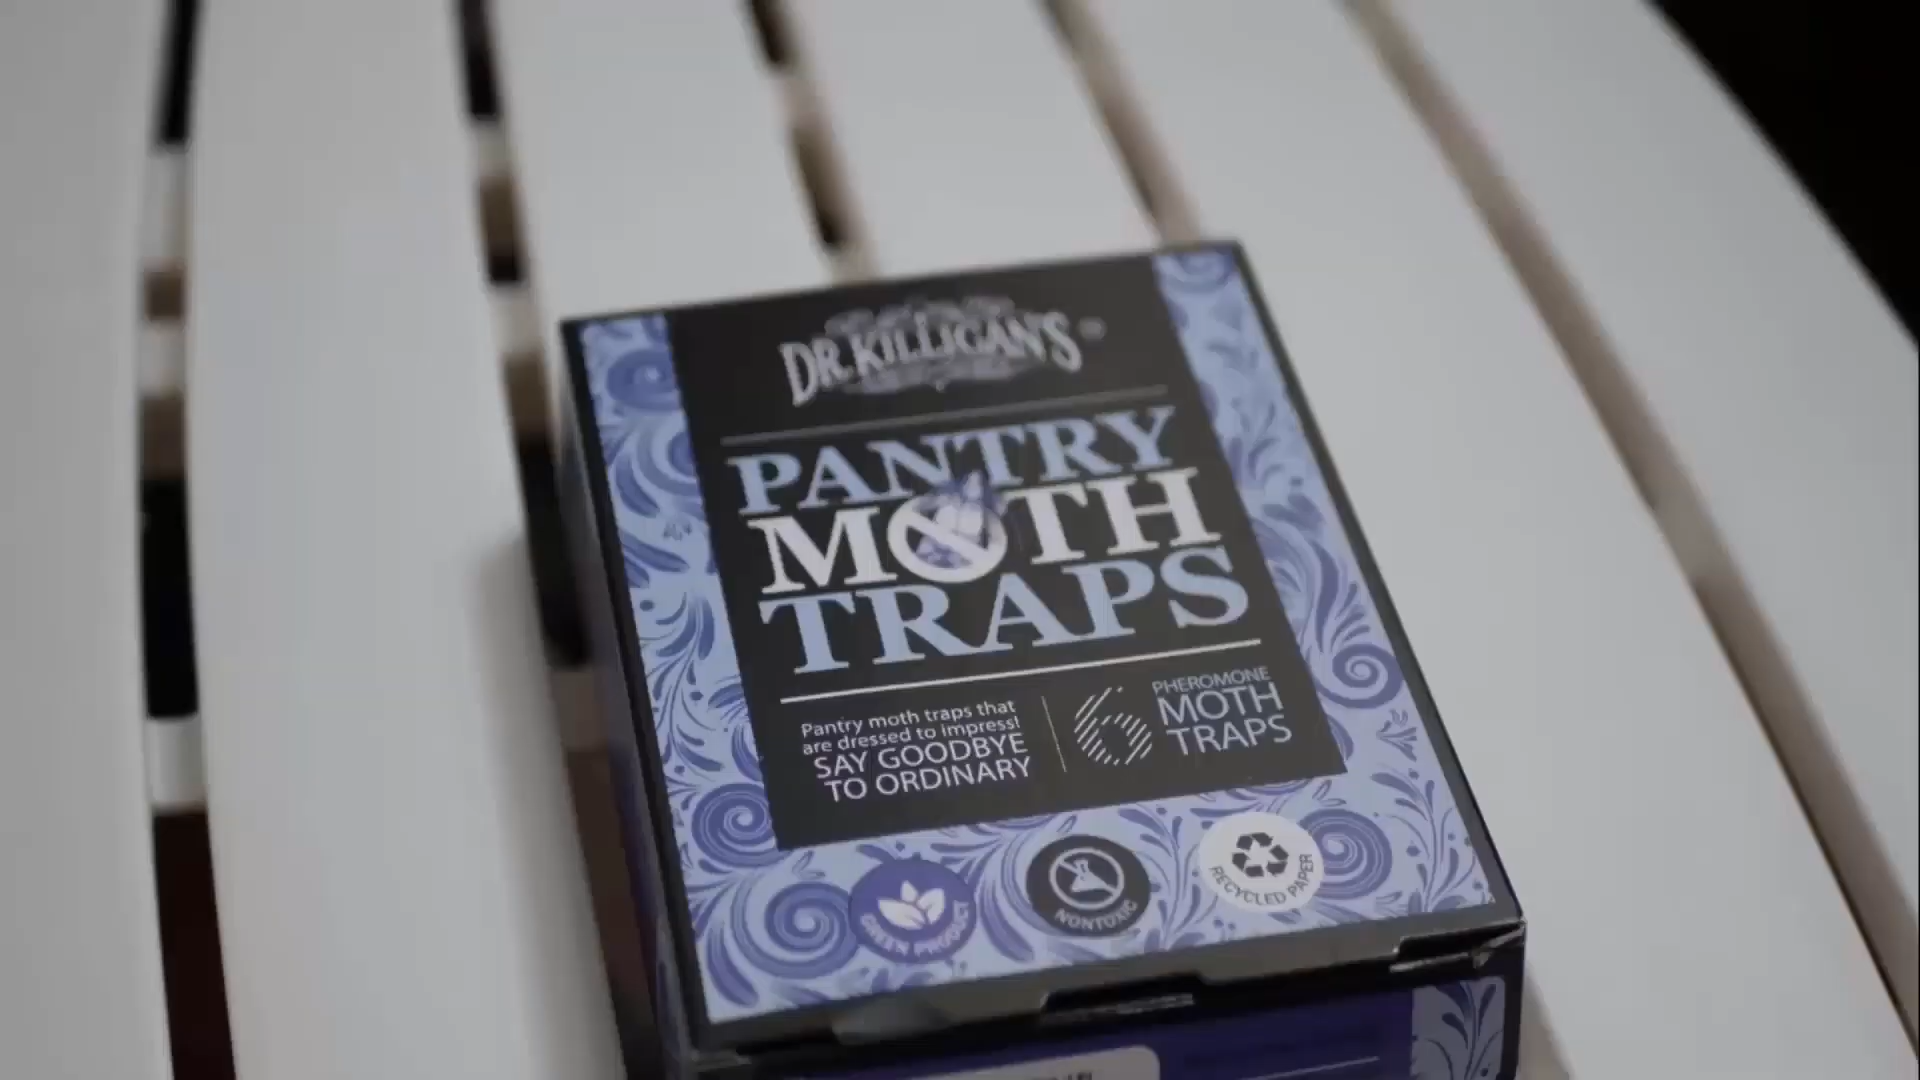 DR. KILLIGAN'S
PANTRY
MOTH
TRAPS
Pantry moth traps that
are dressed to impress!
SAY GOODBYE
TO ORDINARY
6
PHEROMONE
MOTH
TRAPS
GREEN PRODUCT
NONTOXIC
RECYCLED PAPER